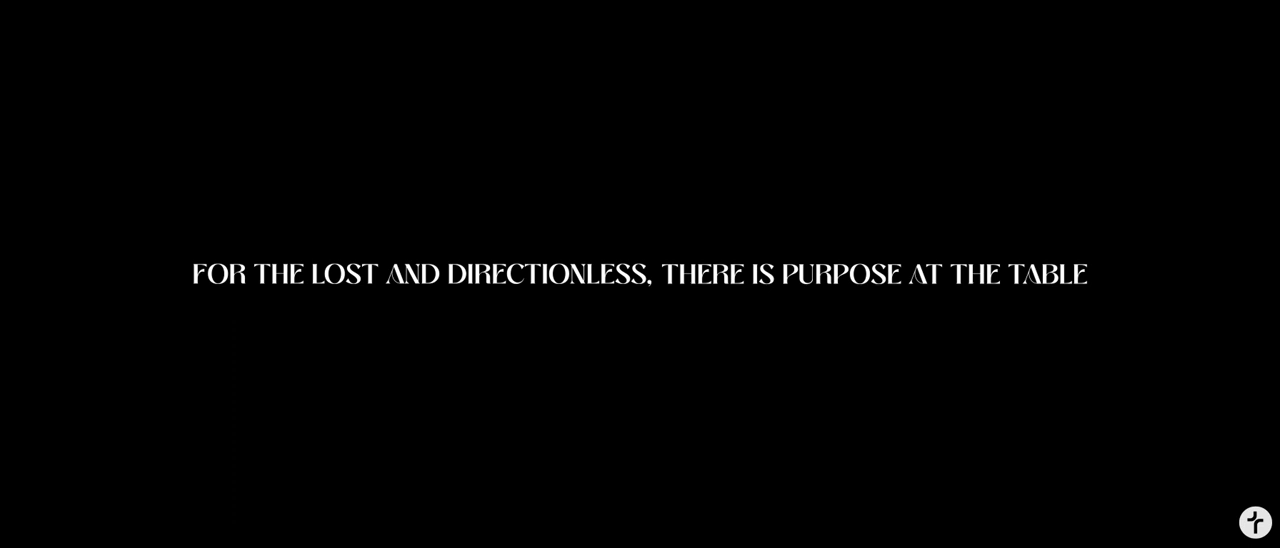 FOR THE LOST AND DIRECTIONLESS, THERE IS PURPOSE AT THE TABLE